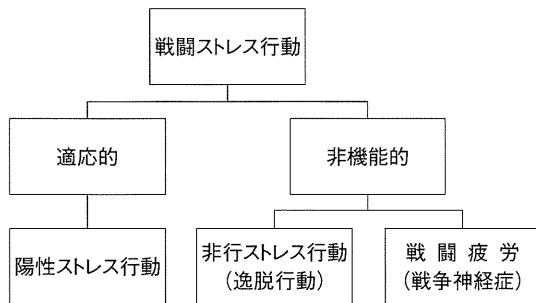 戦闘ストレス行動
適応的
非機能的
陽性ストレス行動
非行ストレス行動
(逸脱行動)
戦闘疲労
(戦争神経症)